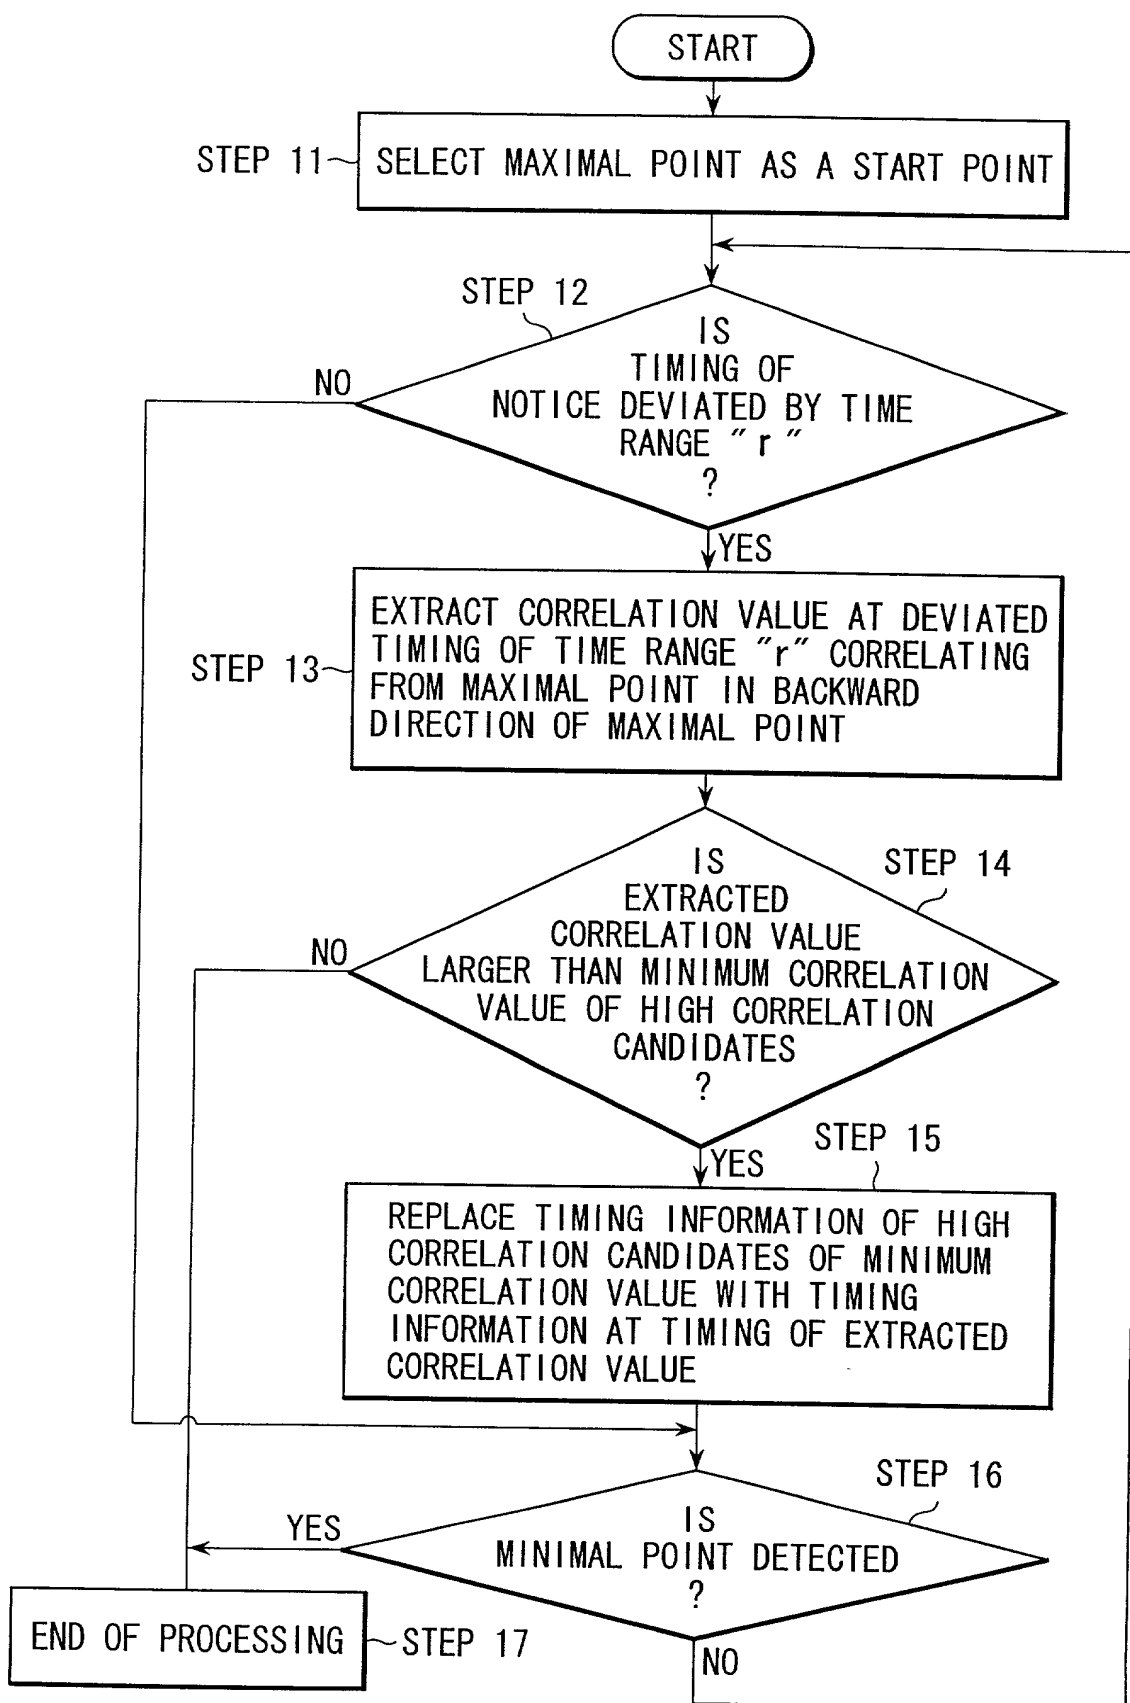 START
STEP 11
SELECT MAXIMAL POINT AS A START POINT
STEP 12
IS
TIMING OF
NOTICE DEVIATED BY TIME
RANGE "r"
?
NO
YES
STEP 13
EXTRACT CORRELATION VALUE AT DEVIATED
TIMING OF TIME RANGE "r" CORRELATING
FROM MAXIMAL POINT IN BACKWARD
DIRECTION OF MAXIMAL POINT
STEP 14
IS
EXTRACTED
CORRELATION VALUE
LARGER THAN MINIMUM CORRELATION
VALUE OF HIGH CORRELATION
CANDIDATES
?
NO
YES
STEP 15
REPLACE TIMING INFORMATION OF HIGH
CORRELATION CANDIDATES OF MINIMUM
CORRELATION VALUE WITH TIMING
INFORMATION AT TIMING OF EXTRACTED
CORRELATION VALUE
STEP 16
IS
MINIMAL POINT DETECTED
?
YES
NO
END OF PROCESSING
STEP 17